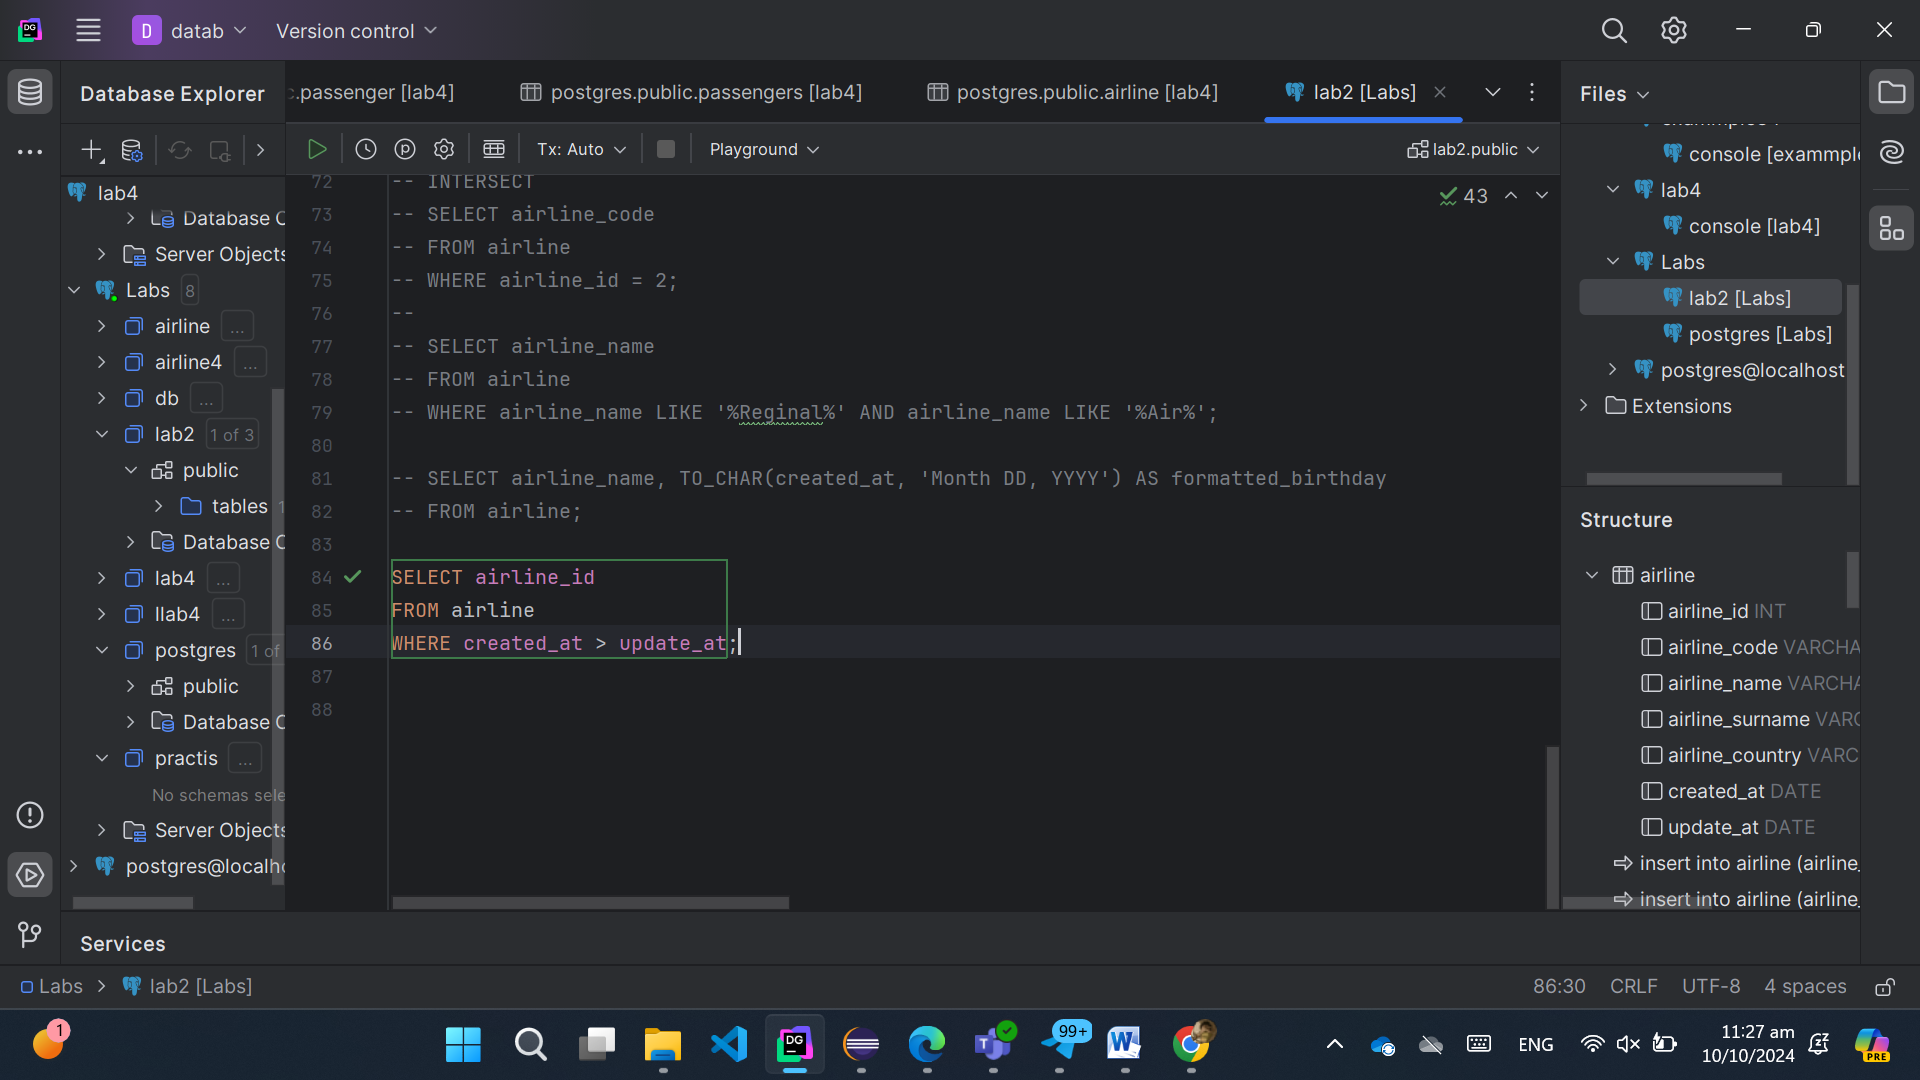 D datab
Version control
Database Explorer
c.passenger [lab4]
postgres.public.passengers [lab4]
postgres.public.airline [lab4]
lab2 [Labs]
Files
Tx: Auto
Playground
lab2.public
lab4
Database
Server Objects
Labs 8
airline ...
airline4 ...
db ...
lab2 1 of 3
public
tables 1
Database
lab4 ...
llab4 ...
postgres 1 of
public
Database
practis ...
No schemas sele
Server Objects
postgres@localho
43
72 -- INTERSECT
73 -- SELECT airline_code
74 -- FROM airline
75 -- WHERE airline_id = 2;
76 --
77 -- SELECT airline_name
78 -- FROM airline
79 -- WHERE airline_name LIKE '%Reginal%' AND airline_name LIKE '%Air%';
80
81 -- SELECT airline_name, TO_CHAR(created_at, 'Month DD, YYYY') AS formatted_birthday
82 -- FROM airline;
83
84 SELECT airline_id
85 FROM airline
86 WHERE created_at > update_at;
87
88
console [exammple
lab4
console [lab4]
Labs
lab2 [Labs]
postgres [Labs]
postgres@localhost
Extensions
Structure
airline
airline_id INT
airline_code VARCHA
airline_name VARCHA
airline_surname VARC
airline_country VARC
created_at DATE
update_at DATE
insert into airline (airline_
insert into airline (airline_
Services
Labs > lab2 [Labs]
86:30 CRLF UTF-8 4 spaces
1
DG
99+
ENG
11:27 am
10/10/2024
PRE